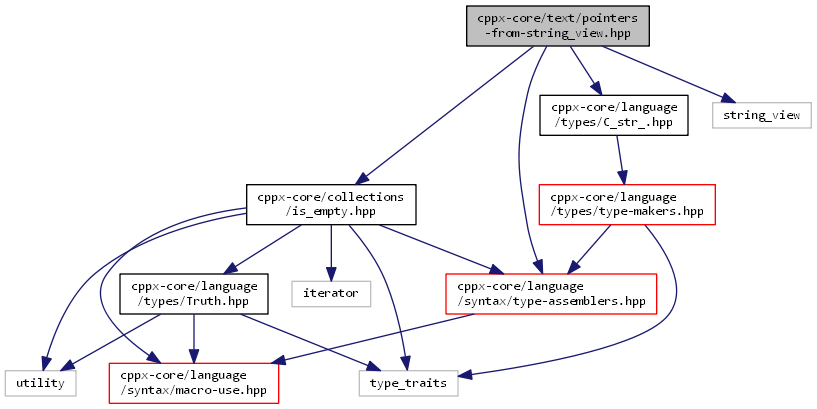 cppx-core/text/pointers
-from-string_view.hpp
cppx-core/language
/types/C_str_.hpp
string_view
cppx-core/collections
/is_empty.hpp
cppx-core/language
/types/type-makers.hpp
cppx-core/language
/types/Truth.hpp
iterator
cppx-core/language
/syntax/type-assemblers.hpp
utility
cppx-core/language
/syntax/macro-use.hpp
type_traits